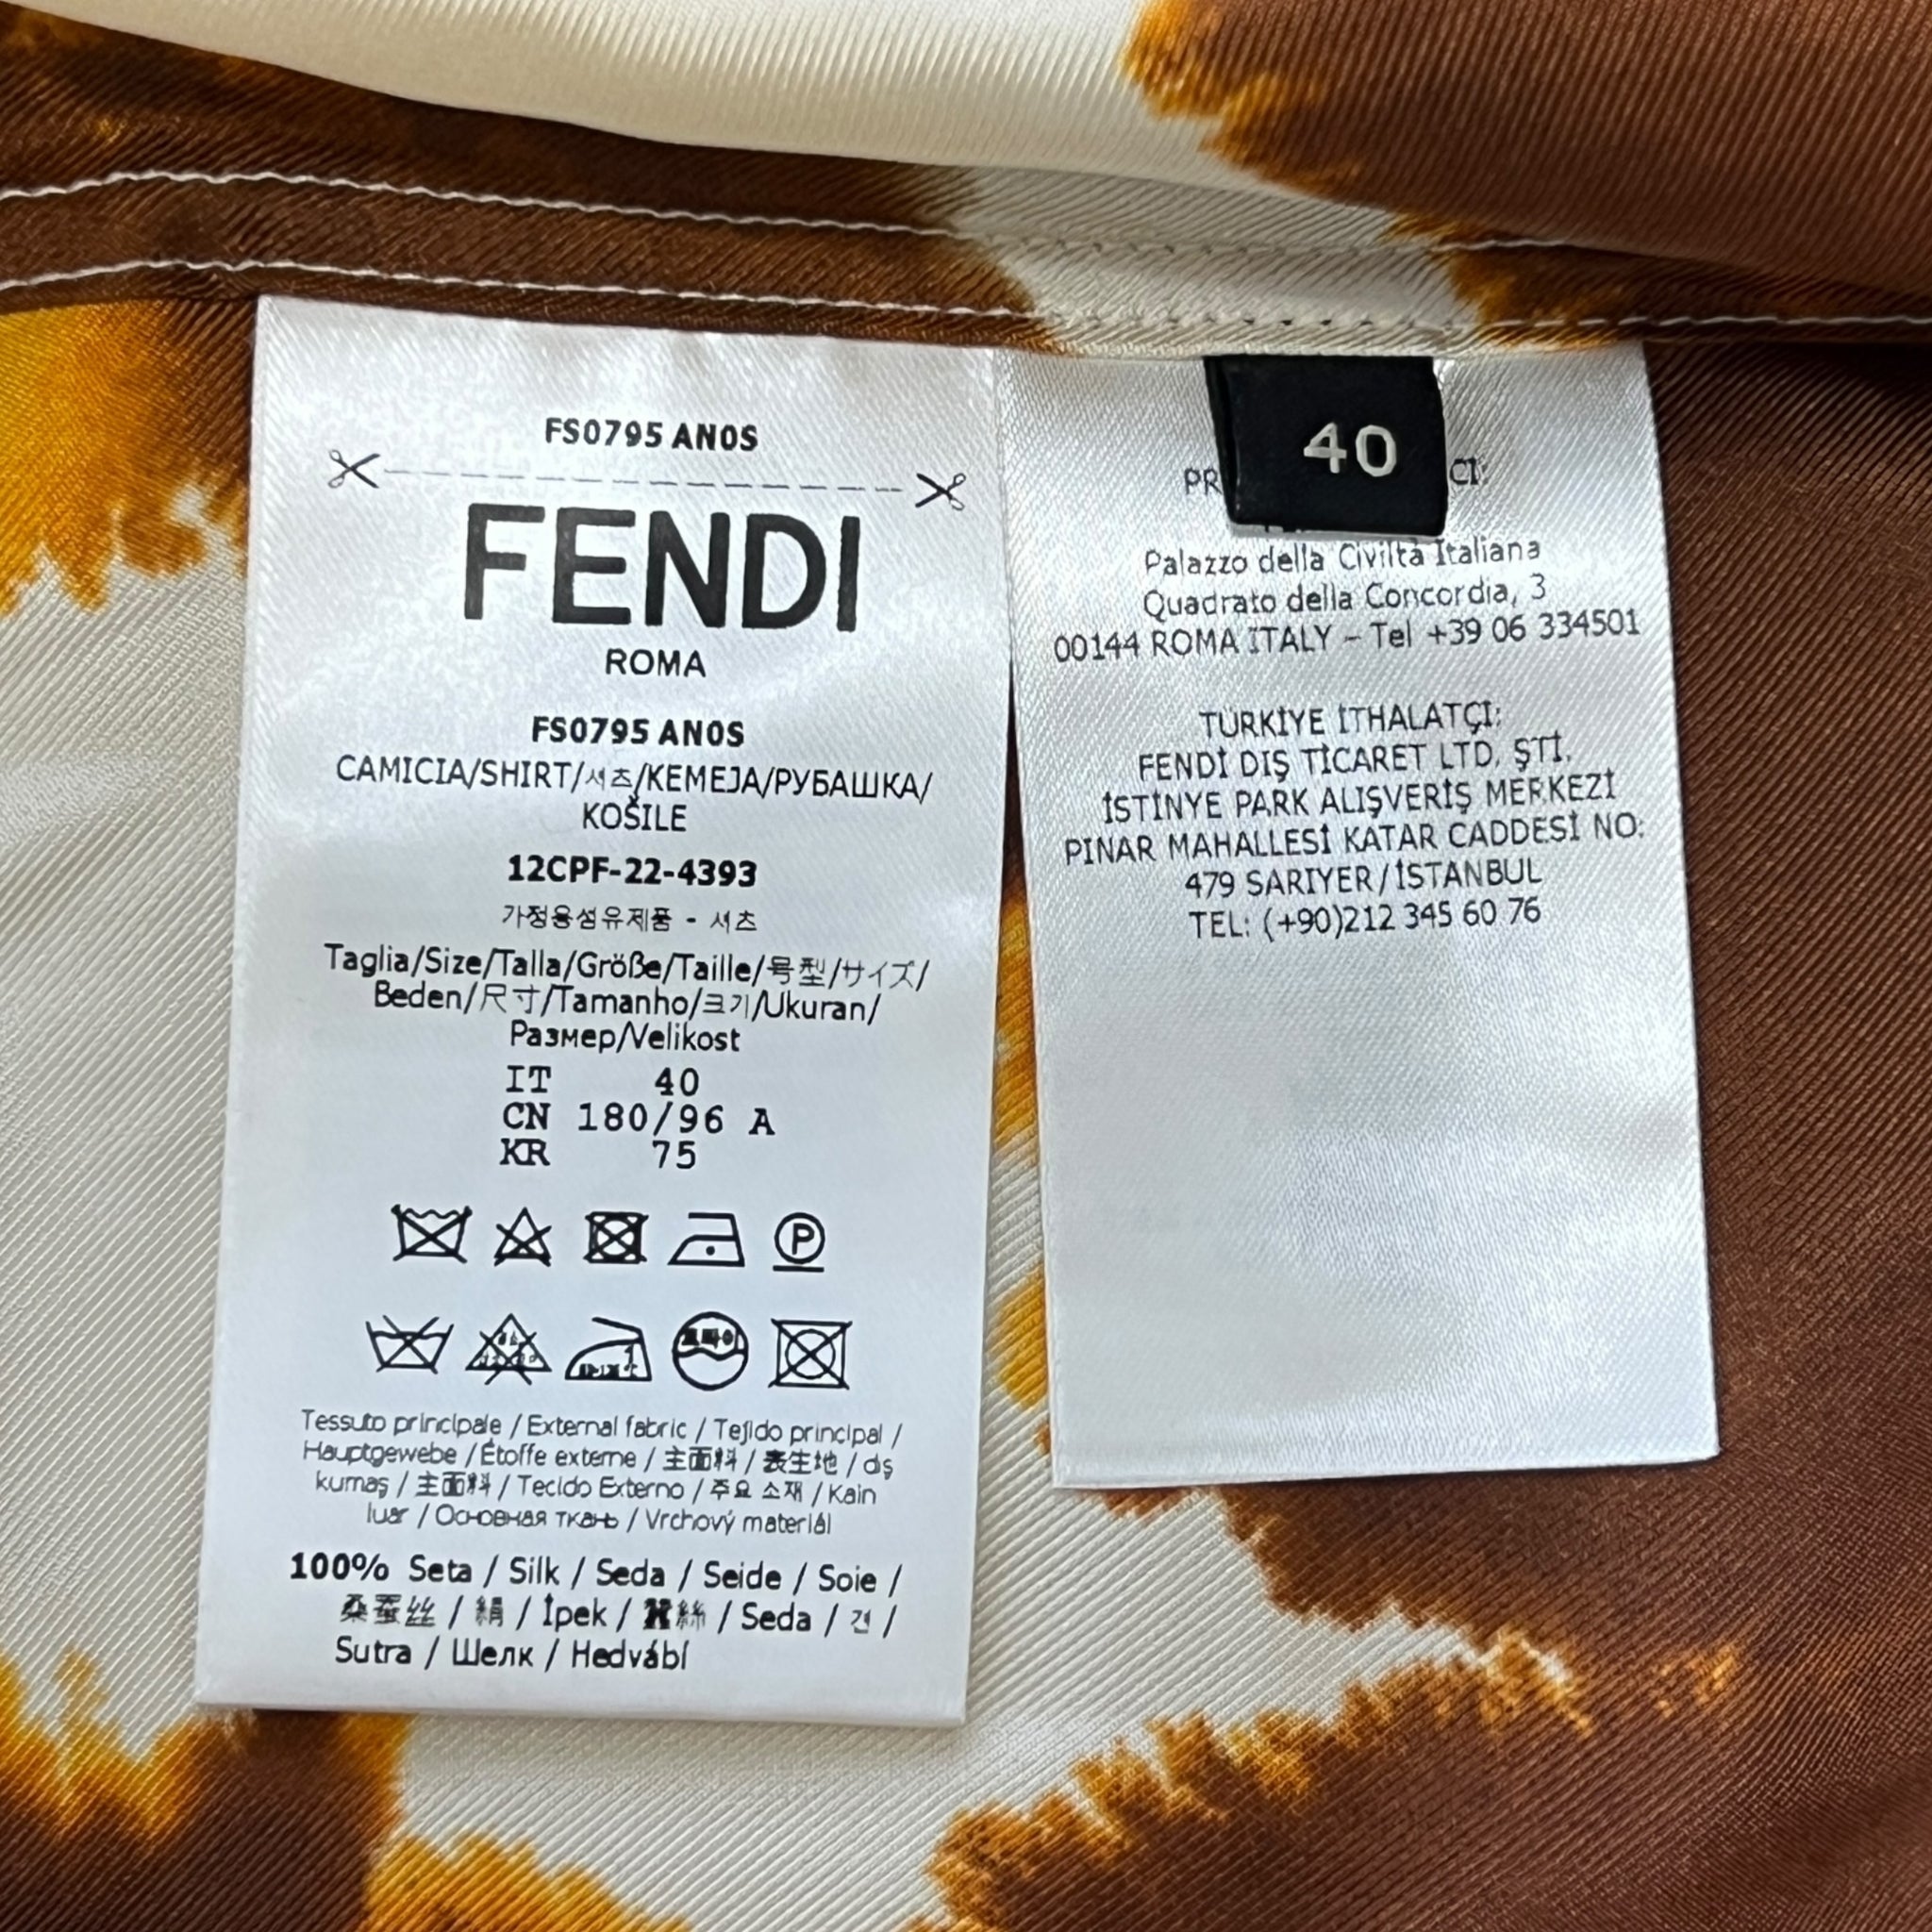 FS0795 AN0S
FENDI
ROMA
FS0795 AN0S
CAMICIA/SHIRT/셔츠/KEMEJA/РУБАШКА/
KOŠILE
12CPF-22-4393
가정용섬유제품 - 셔츠
Taglia/Size/Talla/Größe/Taille/号型/サイズ/
Beden/尺寸/Tamanho/크기/Ukuran/
Размер/Velikost
IT 40
CN 180/96 A
KR 75
P
Tessuto principale / External fabric / Tejido principal /
Hauptgewebe / Étoffe externe / 主面料 / 表生地 / dış
kumaş / 主面料 / Tecido Externo / 주요 소재 / Kain
luar / Основная ткань / Vrchový materiál
100% Seta / Silk / Seda / Seide / Soie /
桑蚕丝 / 絹 / İpek / 絲 / Seda / 견 /
Sutra / Шелк / Hedvábí
40
Palazzo della Civiltà Italiana
Quadrato della Concordia, 3
00144 ROMA ITALY - Tel +39 06 334501
TÜRKİYE İTHALATÇI:
FENDİ DIŞ TİCARET LTD. ŞTİ.
İSTİNYE PARK ALIŞVERİŞ MERKEZİ
PINAR MAHALLESİ KATAR CADDESİ NO:
479 SARIYER/İSTANBUL
TEL: (+90)212 345 60 76